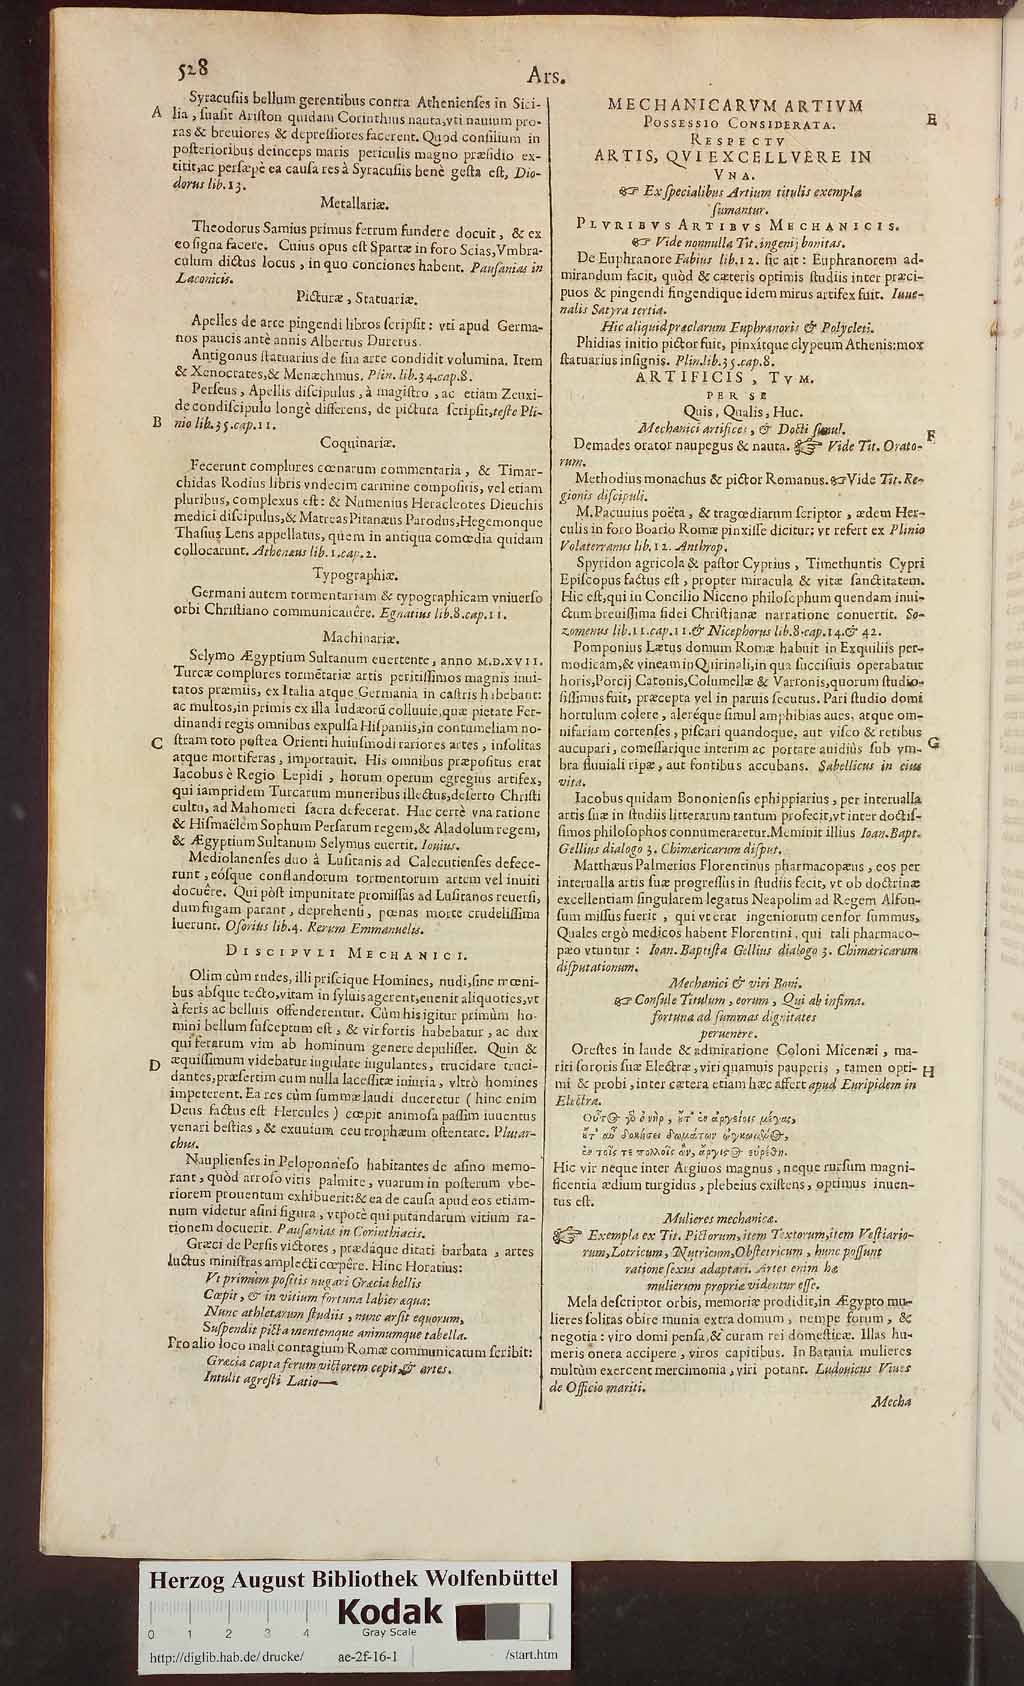 528
Ars.
Syracusiis bellum gerentibus contra Athenienses in Sici-
A lia, suasit Ariston quidam Corinthius nauta, vti nauium pro-
ras & breuiores & depressiores facerent. Quod consilium in
posterioribus deinceps maris periculis magno præsidio ex-
titit, ac persæpè ea causa res à Syracusiis benè gesta est, Dio-
dorus lib.13.
Metallariæ.
Theodorus Samius primus ferrum fundere docuit, & ex
eo signa facere. Cuius opus est Spartæ in foro Scias, Vmbra-
culum dictus locus, in quo conciones habent. Pausanias in
Laconicis.
Picturæ, Statuariæ.
Apelles de arte pingendi libros scripsit: vti apud Germa-
nos paucis antè annis Albertus Durerus.
Antigonus statuarius de sua arte condidit volumina. Item
& Xenocrates, & Menæchmus. Plin. lib.34.cap.8.
Perseus, Apellis discipulus, à magistro, ac etiam Zeuxi-
de condiscipulo longè differens, de pictura scripsit, teste Pli-
B nio lib.35.cap.11.
Coquinariæ.
Fecerunt complures cœnarum commentaria, & Timar-
chidas Rodius libris vndecim carmine compositis, vel etiam
pluribus, complexus est: & Numenius Heracleotes Dieuchis
medici discipulus, & Matreas Pitanæus Parodus, Hegemonque
Thasius Lens appellatus, quem in antiqua comœdia quidam
collocarunt. Athenæus lib.1.cap.2.
Typographiæ.
Germani autem tormentariam & typographicam vniuerso
orbi Christiano communicauêre. Egnatius lib.8.cap.11.
Machinariæ.
Selymo Ægyptium Sultanum euertente, anno M.D.XVII.
Turcæ complures tormẽtariæ artis peritissimos magnis inui-
tatos præmiis, ex Italia atque Germania in castris habebant:
ac multos, in primis ex illa Iudæorũ colluuie, quæ pietate Fer-
dinandi regis omnibus expulsa Hispaniis, in contumeliam no-
C stram toto postea Orienti huiusmodi rariores artes, insolitas
atque mortiferas, importauit. His omnibus præpositus erat
Iacobus è Regio Lepidi, horum operum egregius artifex,
qui iampridem Turcarum muneribus illectus, deserto Christi
cultu, ad Mahometi sacra defecerat. Hac certè vna ratione
& Hismaëlem Sophum Persarum regem, & Aladolum regem,
& Ægyptium Sultanum Selymus euertit. Iouius.
Mediolanenses duo à Lusitanis ad Calecutienses defece-
runt, eósque conflandorum tormentorum artem vel inuiti
docuêre. Qui pòst impunitate promissas ad Lusitanos reuersi,
dum fugam parant, deprehensi, pœnas morte crudelissima
luerunt. Osorius lib.4. Rerum Emmanuelis.
DISCIPVLI MECHANICI.
Olim cùm rudes, illi priscique Homines, nudi, sine mœni-
bus absque tecto, vitam in syluis agerent, euenit aliquoties, vt
à feris ac belluis offenderentur. Cùm his igitur primùm ho-
mini bellum susceptum est, & vir fortis habebatur, ac dux
qui ferarum vim ab hominum genere depulisset. Quin &
D æquissimum videbatur iugulare iugulantes, trucidare truci-
dantes, præsertim cum nulla lacessitæ iniuria, vltrò homines
impeterent. Ea res cùm summæ laudi duceretur (hinc enim
Deus factus est Hercules) cœpit animosa passim iuuentus
venari bestias, & exuuium ceu trophæum ostentare. Plutar-
chus.
Nauplienses in Peloponneso habitantes de asino memo-
rant, quòd arroso vitis palmite, vuarum in posterum vbe-
riorem prouentum exhibuerit: & ea de causa apud eos etiam-
num videtur asini figura, vtpotè qui putandarum vitium ra-
tionem docuerit. Pausanias in Corinthiacis.
Græci de Persis victores, prædáque ditati barbata, artes
luctus ministras amplecti cœpêre. Hinc Horatius:
Vt primùm positis nugari Græcia bellis
Cœpit, & in vitium fortuna labier æqua:
Nunc athletarum studiis, nunc arsit equorum,
Suspendit picta mentemque animumque tabella.
Pro alio loco mali contagium Romæ communicatum scribit:
Græcia capta ferum victorem cepit, & artes.
Intulit agresti Latio—
MECHANICARVM ARTIVM
POSSESSIO CONSIDERATA. E
RESPECTV
ARTIS, QVI EXCELLVERE IN
VNA.
☞ Ex specialibus Artium titulis exempla
sumantur.
PLVRIBVS ARTIBVS MECHANICIS.
☞ Vide nonnulla Tit. ingenij bonitas.
De Euphranore Fabius lib.12. sic ait: Euphranorem ad-
mirandum facit, quòd & cæteris optimis studiis inter præci-
puos & pingendi fingendique idem mirus artifex fuit. Iuue-
nalis Satyra tertia.
Hic aliquid præclarum Euphranoris & Polycleti.
Phidias initio pictor fuit, pinxitque clypeum Athenis: mox
statuarius insignis. Plin. lib.35.cap.8.
ARTIFICIS, TVM.
PER SE
Quis, Qualis, Huc.
Mechanici artifices, & Docti simul. F
Demades orator naupegus & nauta. ☞ Vide Tit. Orato-
rum.
Methodius monachus & pictor Romanus. ☞ Vide Tit. Re-
gionis discipuli.
M. Pacuuius poëta, & tragœdiarum scriptor, ædem Her-
culis in foro Boario Romæ pinxisse dicitur: vt refert ex Plinio
Volaterranus lib.12. Anthrop.
Spyridon agricola & pastor Cyprius, Timethuntis Cypri
Episcopus factus est, propter miracula & vitæ sanctitatem.
Hic est, qui in Concilio Niceno philosophum quendam inui-
ctum breuissima fidei Christianæ narratione conuertit. So-
zomenus lib.11.cap.11. & Nicephorus lib.8.cap.14. & 42.
Pomponius Lætus domum Romæ habuit in Exquiliis per-
modicam, & vineam in Quirinali, in qua succisiuis operabatur
horis, Porcij Catonis, Columellæ & Varronis, quorum studio-
sissimus fuit, præcepta vel in paruis secutus. Pari studio domi
hortulum colere, aleréque simul amphibias aues, atque om-
nifariam cortenses, piscari quandoque, aut visco & retibus
aucupari, comessarique interim ac portare auidiùs sub vm- G
bra fluuiali ripæ, aut fontibus accubans. Sabellicus in eius
vita.
Iacobus quidam Bononiensis ephippiarius, per interualla
artis suæ in studiis litterarum tantum profecit, vt inter doctis-
simos philosophos connumeraretur. Meminit illius Ioan. Bapt.
Gellius dialogo 3. Chimæricarum disput.
Matthæus Palmerius Florentinus pharmacopæus, eos per
interualla artis suæ progressus in studiis fecit, vt ob doctrinæ
excellentiam singularem legatus Neapolim ad Regem Alfon-
sum missus fuerit, qui vt erat ingeniorum censor summus,
Quales ergò medicos habent Florentini, qui tali pharmaco-
pæo vtuntur: Ioan. Baptista Gellius dialogo 3. Chimæricarum
disputationum.
Mechanici & viri Boni.
☞ Consule Titulum, eorum, Qui ab infima.
fortuna ad summas dignitates
peruenere.
Orestes in laude & admiratione Coloni Micenæi, ma-
riti sororis suæ Electræ, viri quamuis pauperis, tamen opti- H
mi & probi, inter cætera etiam hæc affert apud Euripidem in
Electra.
Οὗτος γὸ ἀνὴρ, ὔτ' ἐν ἀργείοις μέγας,
ὔτ' αὖ δοκήσει δωμάτων ὠγκωμένος,
ἐν τοῖς τε πολλοῖς ὢν, ἄριστος εὑρέθη.
Hic vir neque inter Argiuos magnus, neque rursum magni-
ficentia ædium turgidus, plebeius existens, optimus inuen-
tus est.
Mulieres mechanicæ.
☞ Exempla ex Tit. Pictorum, item Textorum, item Vestiario-
rum, Lotricum, Nutricum, Obstetricum, hunc possunt
ratione sexus adaptari. Artes enim hæ
mulierum propriæ videntur esse.
Mela descriptor orbis, memoriæ prodidit, in Ægypto mu-
lieres solitas obire munia extra domum, nempe forum, &
negotia: viro domi pensa, & curam rei domesticæ. Illas hu-
meris onera accipere, viros capitibus. In Batauia mulieres
multùm exercent mercimonia, viri potant. Ludouicus Viues
de Officio mariti.
Mecha
Herzog August Bibliothek Wolfenbüttel
Kodak
Gray Scale
0 1 2 3 4
http://diglib.hab.de/drucke/ ae-2f-16-1 /start.htm